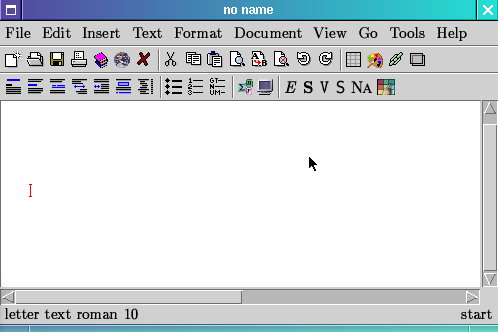 no name
File Edit Insert Text Format Document View Go Tools Help
E S V S NA
letter text roman 10 start